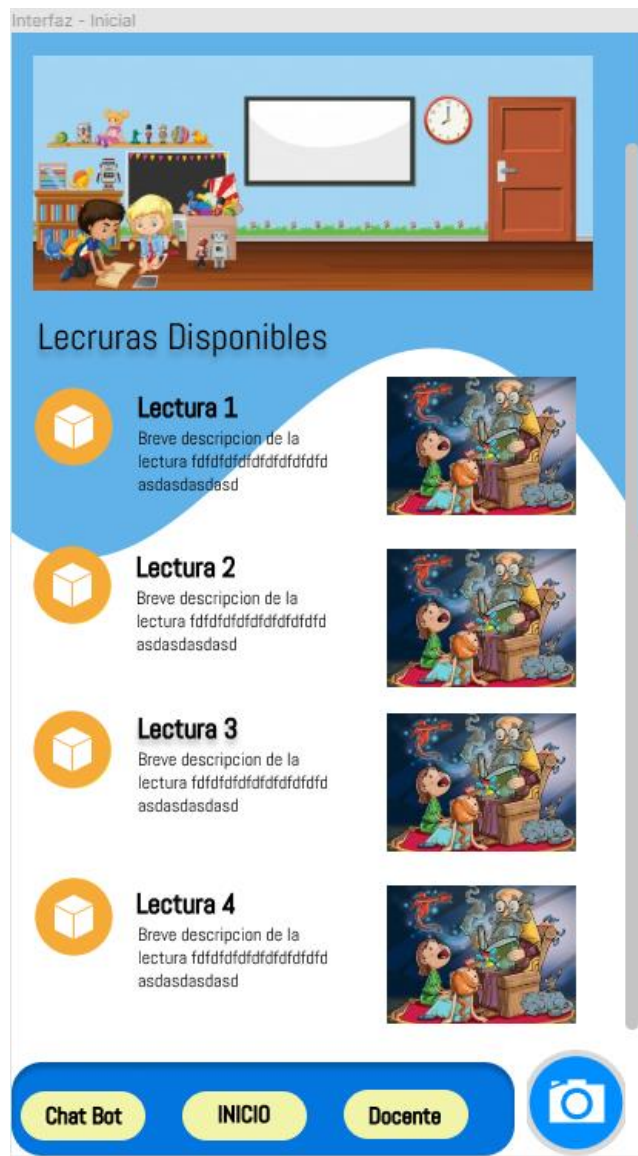 Interfaz - Inicial
Lecruras Disponibles
Lectura 1
Breve descripcion de la
lectura fdfdfdfdfdfdfdfdfdfd
asdasdasdasd
Lectura 2
Breve descripcion de la
lectura fdfdfdfdfdfdfdfdfdfd
asdasdasdasd
Lectura 3
Breve descripcion de la
lectura fdfdfdfdfdfdfdfdfdfd
asdasdasdasd
Lectura 4
Breve descripcion de la
lectura fdfdfdfdfdfdfdfdfdfd
asdasdasdasd
Chat Bot
INICIO
Docente